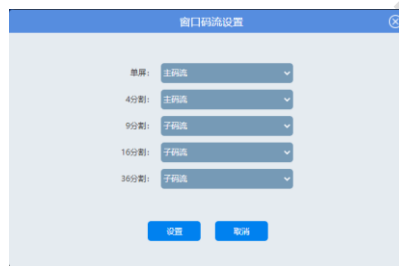 窗口码流设置
单屏： 主码流
4分割： 主码流
9分割： 子码流
16分割： 子码流
36分割： 子码流
设置 取消